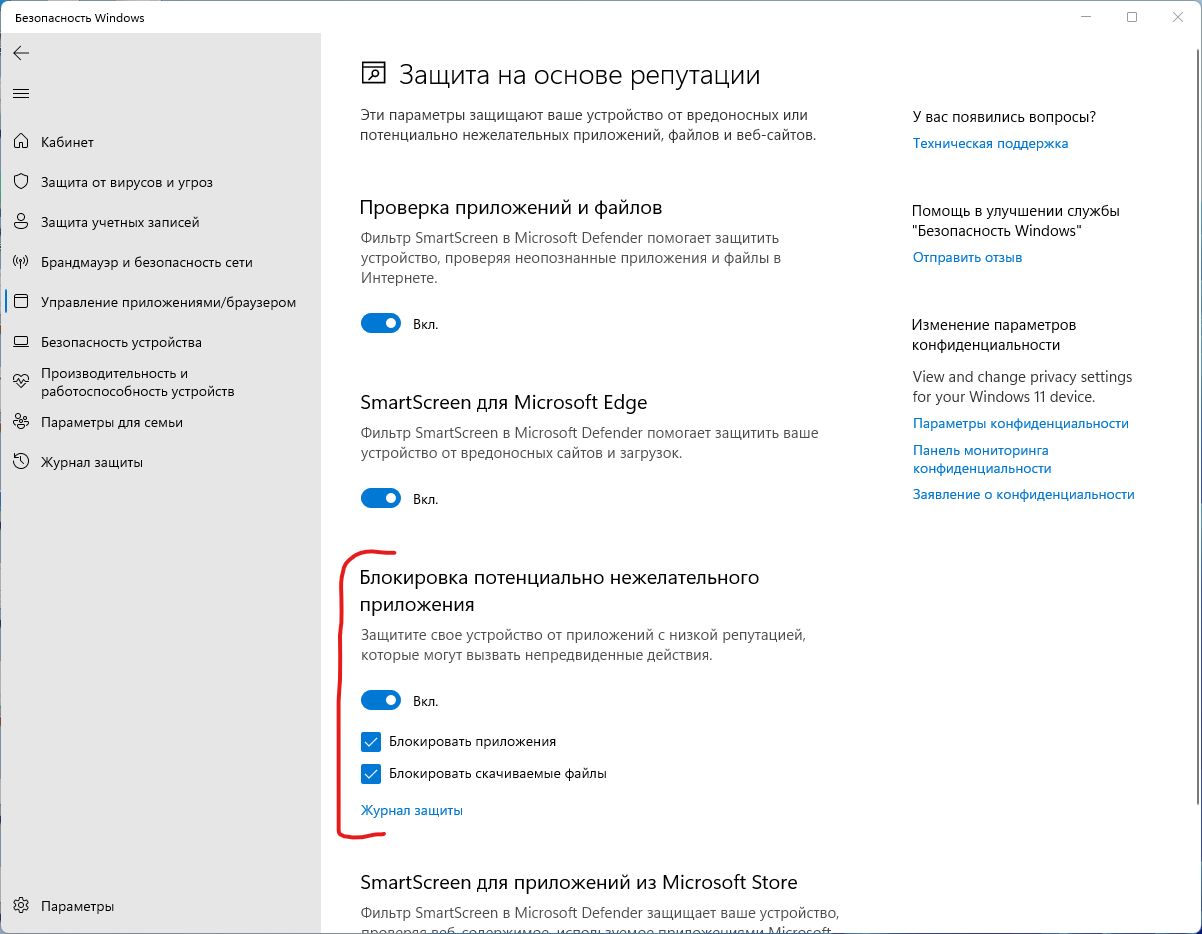 Безопасность Windows
Кабинет
Защита от вирусов и угроз
Защита учетных записей
Брандмауэр и безопасность сети
Управление приложениями/браузером
Безопасность устройства
Производительность и
работоспособность устройств
Параметры для семьи
Журнал защиты
Параметры
Защита на основе репутации
Эти параметры защищают ваше устройство от вредоносных или
потенциально нежелательных приложений, файлов и веб-сайтов.
Проверка приложений и файлов
Фильтр SmartScreen в Microsoft Defender помогает защитить
устройство, проверяя неопознанные приложения и файлы в
Интернете.
Вкл.
SmartScreen для Microsoft Edge
Фильтр SmartScreen в Microsoft Defender помогает защитить ваше
устройство от вредоносных сайтов и загрузок.
Вкл.
Блокировка потенциально нежелательного
приложения
Защитите свое устройство от приложений с низкой репутацией,
которые могут вызвать непредвиденные действия.
Вкл.
Блокировать приложения
Блокировать скачиваемые файлы
Журнал защиты
SmartScreen для приложений из Microsoft Store
Фильтр SmartScreen в Microsoft Defender защищает ваше устройство,
проверяя веб-содержимое, используемое приложениями Microsoft
У вас появились вопросы?
Техническая поддержка
Помощь в улучшении службы
"Безопасность Windows"
Отправить отзыв
Изменение параметров
конфиденциальности
View and change privacy settings
for your Windows 11 device.
Параметры конфиденциальности
Панель мониторинга
конфиденциальности
Заявление о конфиденциальности